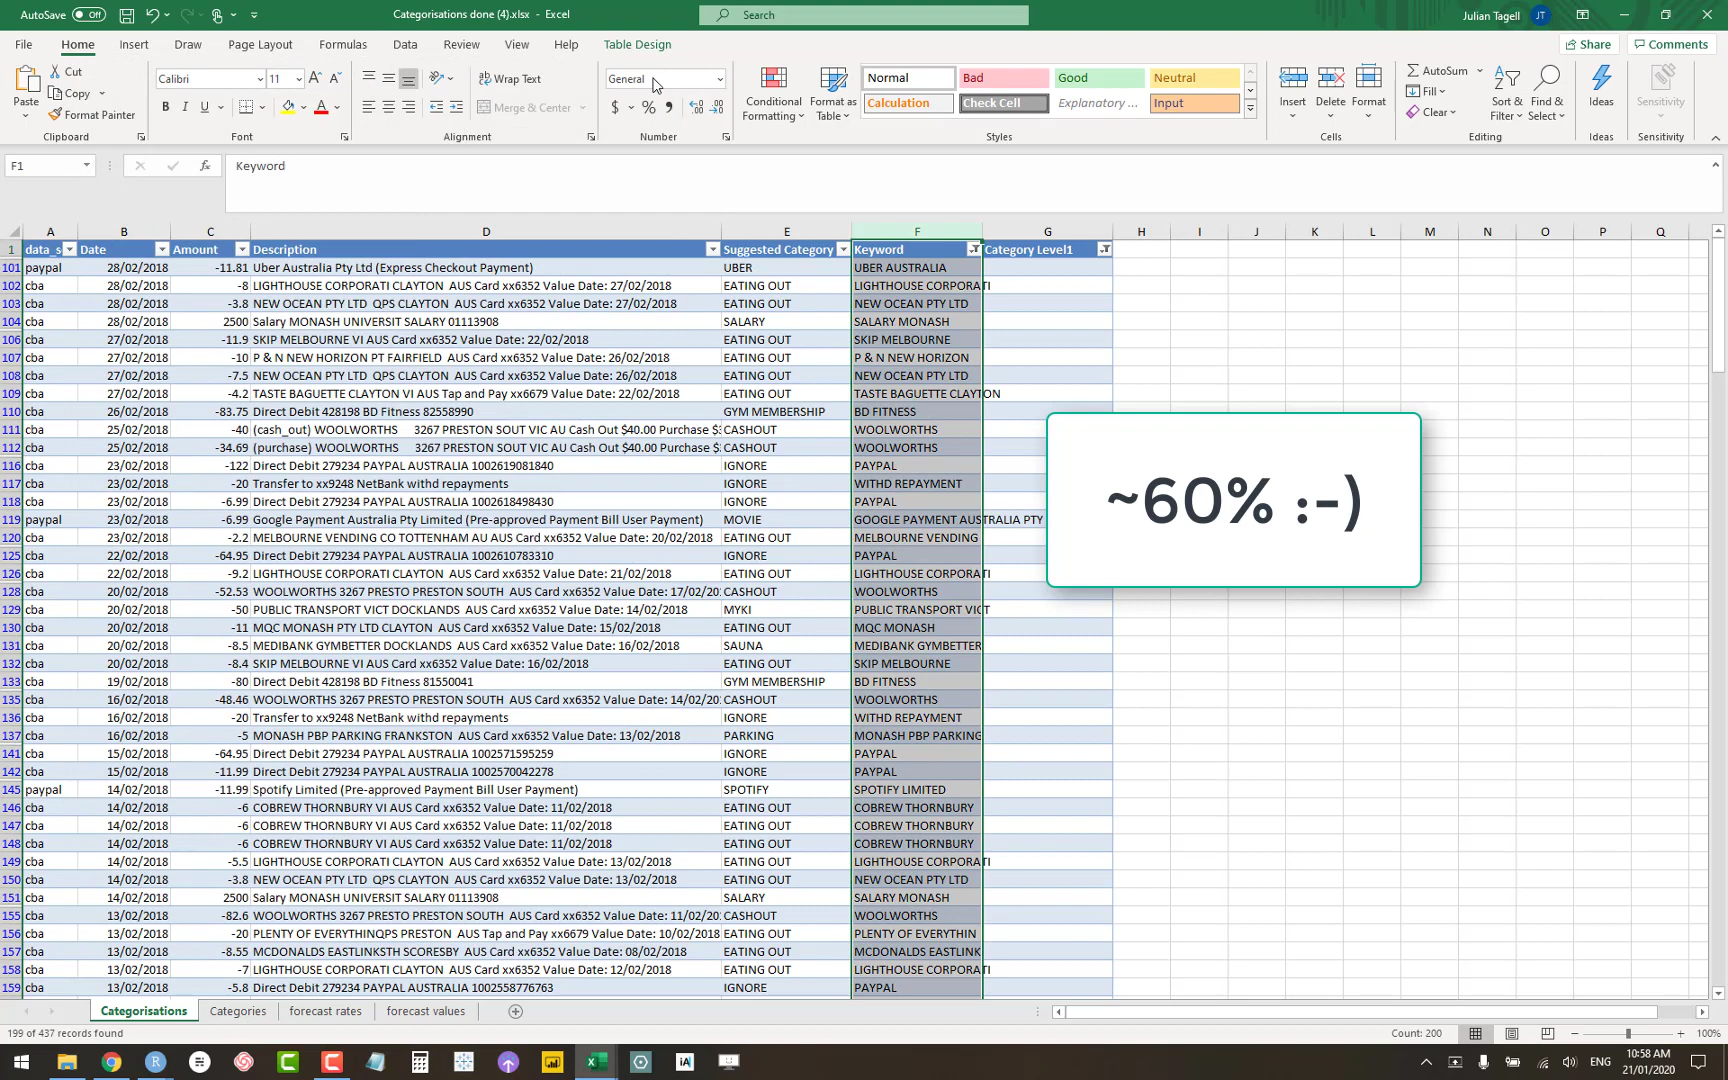 AutoSave Off
Categorisations done (4).xlsx - Excel
Search
Julian Tagell JT
File Home Insert Draw Page Layout Formulas Data Review View Help Table Design
Share Comments
Paste Cut Copy Format Painter
Calibri 11
B I U
Wrap Text
Merge & Center
General
$ % ,
Conditional Formatting
Format as Table
Normal Bad Good Neutral
Calculation Check Cell Explanatory ... Input
Insert Delete Format
AutoSum Fill Clear
Sort & Filter
Find & Select
Ideas
Sensitivity
Clipboard Font Alignment Number Styles Cells Editing Ideas Sensitivity
F1 fx Keyword
A B C D E F G H I J K L M N O P Q
1 data_s Date Amount Description Suggested Category Keyword Category Level1
101 paypal 28/02/2018 -11.81 Uber Australia Pty Ltd (Express Checkout Payment) UBER UBER AUSTRALIA
102 cba 28/02/2018 -8 LIGHTHOUSE CORPORATI CLAYTON AUS Card xx6352 Value Date: 27/02/2018 EATING OUT LIGHTHOUSE CORPORATI
103 cba 28/02/2018 -3.8 NEW OCEAN PTY LTD QPS CLAYTON AUS Card xx6352 Value Date: 27/02/2018 EATING OUT NEW OCEAN PTY LTD
104 cba 28/02/2018 2500 Salary MONASH UNIVERSIT SALARY 01113908 SALARY SALARY MONASH
106 cba 27/02/2018 -11.9 SKIP MELBOURNE VI AUS Card xx6352 Value Date: 22/02/2018 EATING OUT SKIP MELBOURNE
107 cba 27/02/2018 -10 P & N NEW HORIZON PT FAIRFIELD AUS Card xx6352 Value Date: 26/02/2018 EATING OUT P & N NEW HORIZON
108 cba 27/02/2018 -7.5 NEW OCEAN PTY LTD QPS CLAYTON AUS Card xx6352 Value Date: 26/02/2018 EATING OUT NEW OCEAN PTY LTD
109 cba 27/02/2018 -4.2 TASTE BAGUETTE CLAYTON VI AUS Tap and Pay xx6679 Value Date: 22/02/2018 EATING OUT TASTE BAGUETTE CLAYTON
110 cba 26/02/2018 -83.75 Direct Debit 428198 BD Fitness 82558990 GYM MEMBERSHIP BD FITNESS
111 cba 25/02/2018 -40 (cash_out) WOOLWORTHS 3267 PRESTON SOUT VIC AU Cash Out $40.00 Purchase $ CASHOUT WOOLWORTHS
112 cba 25/02/2018 -34.69 (purchase) WOOLWORTHS 3267 PRESTON SOUT VIC AU Cash Out $40.00 Purchase $ CASHOUT WOOLWORTHS
116 cba 23/02/2018 -122 Direct Debit 279234 PAYPAL AUSTRALIA 1002619081840 IGNORE PAYPAL
117 cba 23/02/2018 -20 Transfer to xx9248 NetBank withd repayments IGNORE WITHD REPAYMENT
118 cba 23/02/2018 -6.99 Direct Debit 279234 PAYPAL AUSTRALIA 1002618498430 IGNORE PAYPAL
119 paypal 23/02/2018 -6.99 Google Payment Australia Pty Limited (Pre-approved Payment Bill User Payment) MOVIE GOOGLE PAYMENT AUSTRALIA PTY
120 cba 23/02/2018 -2.2 MELBOURNE VENDING CO TOTTENHAM AU AUS Card xx6352 Value Date: 20/02/2018 EATING OUT MELBOURNE VENDING
125 cba 22/02/2018 -64.95 Direct Debit 279234 PAYPAL AUSTRALIA 1002610783310 IGNORE PAYPAL
126 cba 22/02/2018 -9.2 LIGHTHOUSE CORPORATI CLAYTON AUS Card xx6352 Value Date: 21/02/2018 EATING OUT LIGHTHOUSE CORPORATI
128 cba 20/02/2018 -52.53 WOOLWORTHS 3267 PRESTO PRESTON SOUTH AUS Card xx6352 Value Date: 17/02/20 CASHOUT WOOLWORTHS
129 cba 20/02/2018 -50 PUBLIC TRANSPORT VICT DOCKLANDS AUS Card xx6352 Value Date: 14/02/2018 MYKI PUBLIC TRANSPORT VICT
130 cba 20/02/2018 -11 MQC MONASH PTY LTD CLAYTON AUS Card xx6352 Value Date: 15/02/2018 EATING OUT MQC MONASH
131 cba 20/02/2018 -8.5 MEDIBANK GYMBETTER DOCKLANDS AUS Card xx6352 Value Date: 16/02/2018 SAUNA MEDIBANK GYMBETTER
132 cba 20/02/2018 -8.4 SKIP MELBOURNE VI AUS Card xx6352 Value Date: 16/02/2018 EATING OUT SKIP MELBOURNE
133 cba 19/02/2018 -80 Direct Debit 428198 BD Fitness 81550041 GYM MEMBERSHIP BD FITNESS
135 cba 16/02/2018 -48.46 WOOLWORTHS 3267 PRESTO PRESTON SOUTH AUS Card xx6352 Value Date: 14/02/20 CASHOUT WOOLWORTHS
136 cba 16/02/2018 -20 Transfer to xx9248 NetBank withd repayments IGNORE WITHD REPAYMENT
137 cba 16/02/2018 -5 MONASH PBP PARKING FRANKSTON AUS Card xx6352 Value Date: 13/02/2018 PARKING MONASH PBP PARKING
141 cba 15/02/2018 -64.95 Direct Debit 279234 PAYPAL AUSTRALIA 1002571595259 IGNORE PAYPAL
142 cba 15/02/2018 -11.99 Direct Debit 279234 PAYPAL AUSTRALIA 1002570042278 IGNORE PAYPAL
145 paypal 14/02/2018 -11.99 Spotify Limited (Pre-approved Payment Bill User Payment) SPOTIFY SPOTIFY LIMITED
146 cba 14/02/2018 -6 COBREW THORNBURY VI AUS Card xx6352 Value Date: 11/02/2018 EATING OUT COBREW THORNBURY
147 cba 14/02/2018 -6 COBREW THORNBURY VI AUS Card xx6352 Value Date: 11/02/2018 EATING OUT COBREW THORNBURY
148 cba 14/02/2018 -6 COBREW THORNBURY VI AUS Card xx6352 Value Date: 11/02/2018 EATING OUT COBREW THORNBURY
149 cba 14/02/2018 -5.5 LIGHTHOUSE CORPORATI CLAYTON AUS Card xx6352 Value Date: 13/02/2018 EATING OUT LIGHTHOUSE CORPORATI
150 cba 14/02/2018 -3.8 NEW OCEAN PTY LTD QPS CLAYTON AUS Card xx6352 Value Date: 13/02/2018 EATING OUT NEW OCEAN PTY LTD
151 cba 14/02/2018 2500 Salary MONASH UNIVERSIT SALARY 01113908 SALARY SALARY MONASH
155 cba 13/02/2018 -82.6 WOOLWORTHS 3267 PRESTO PRESTON SOUTH AUS Card xx6352 Value Date: 11/02/20 CASHOUT WOOLWORTHS
156 cba 13/02/2018 -20 PLENTY OF EVERYTHINQPS PRESTON AUS Tap and Pay xx6679 Value Date: 10/02/2018 EATING OUT PLENTY OF EVERYTHIN
157 cba 13/02/2018 -8.55 MCDONALDS EASTLINKSTH SCORESBY AUS Card xx6352 Value Date: 08/02/2018 EATING OUT MCDONALDS EASTLINK
158 cba 13/02/2018 -7 LIGHTHOUSE CORPORATI CLAYTON AUS Card xx6352 Value Date: 12/02/2018 EATING OUT LIGHTHOUSE CORPORATI
159 cba 13/02/2018 -5.8 Direct Debit 279234 PAYPAL AUSTRALIA 1002558776763 IGNORE PAYPAL
~60% :-)
Categorisations Categories forecast rates forecast values
199 of 437 records found
Count: 200
100%
ENG
10:58 AM
21/01/2020